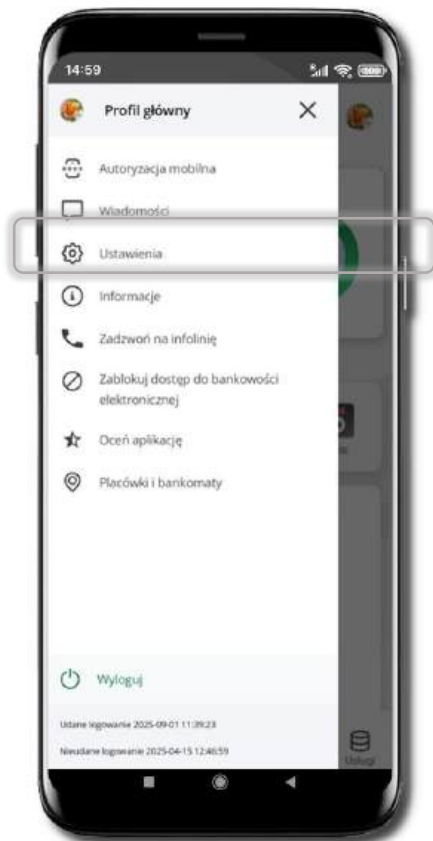 14:59
Profil główny
Autoryzacja mobilna
Wiadomości
Ustawienia
Informacje
Zadzwoń na infolinię
Zablokuj dostęp do bankowości
elektronicznej
Oceń aplikację
Placówki i bankomaty
Wyloguj
Udane logowanie 2025-09-01 11:39:23
Nieudane logowanie 2025-04-15 12:46:59
Usługi